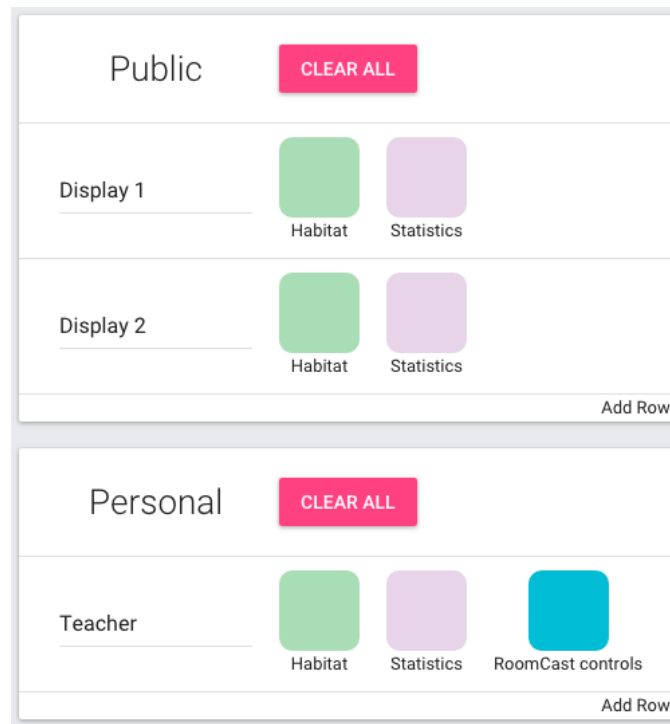 Public CLEAR ALL
Display 1
Habitat Statistics
Display 2
Habitat Statistics
Add Row
Personal CLEAR ALL
Teacher
Habitat Statistics RoomCast controls
Add Row